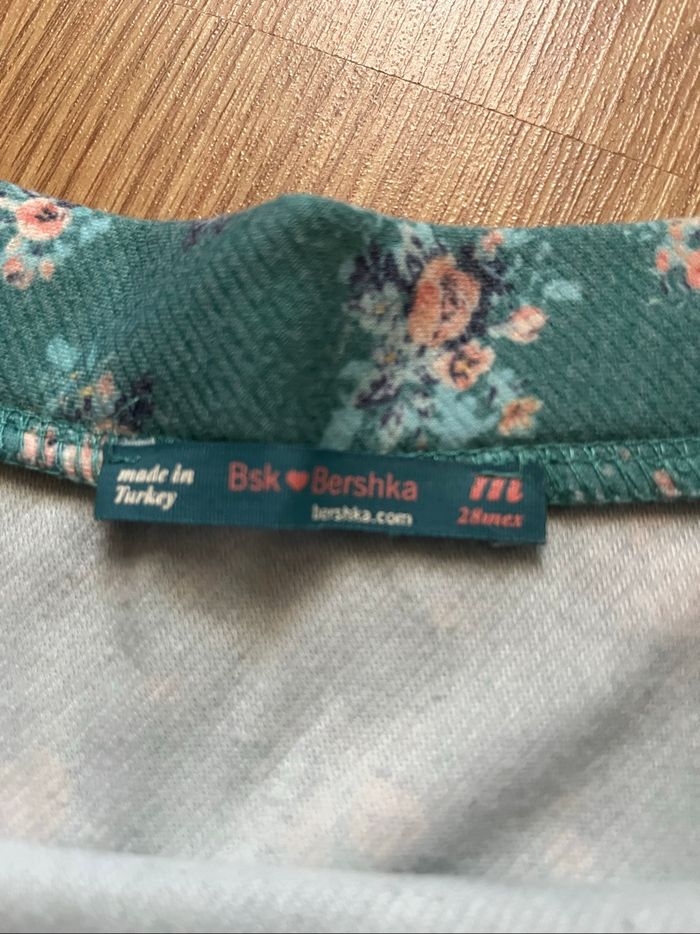 made in
Turkey
Bsk♥Bershka
bershka.com
m
28mex